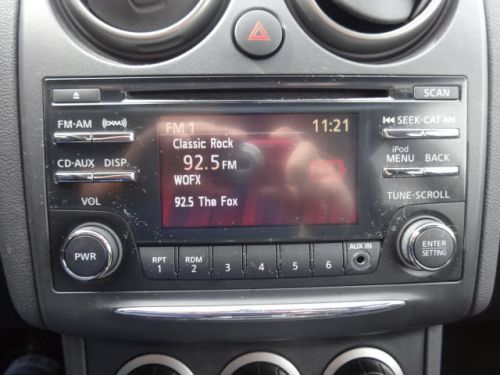 SCAN
FM·AM
SEEK·CAT
FM 1 11:21
Classic Rock
92.5 FM
WOFX
92.5 The Fox
CD·AUX DISP
iPod
MENU BACK
VOL
TUNE·SCROLL
PWR
ENTER
SETTING
AUX IN
RPT RDM
1 2 3 4 5 6